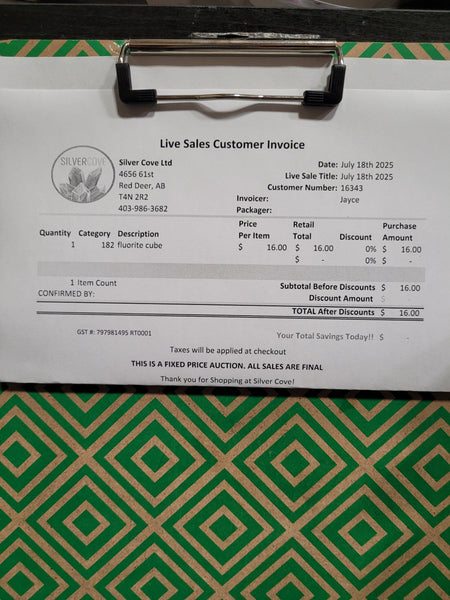 Live Sales Customer Invoice
SILVERCOVE
Silver Cove Ltd
4656 61st
Red Deer, AB
T4N 2R2
403-986-3682
Date: July 18th 2025
Live Sale Title: July 18th 2025
Customer Number: 16343
Invoicer: Jayce
Packager:
Quantity Category Description Price Per Item Retail Total Discount Purchase Amount
1 182 fluorite cube $ 16.00 $ 16.00 0% $ 16.00
$ - 0% $ -
1 Item Count
CONFIRMED BY:
Subtotal Before Discounts $ 16.00
Discount Amount $ -
TOTAL After Discounts $ 16.00
GST #: 797981495 RT0001
Your Total Savings Today!! $ -
Taxes will be applied at checkout
THIS IS A FIXED PRICE AUCTION. ALL SALES ARE FINAL
Thank you for Shopping at Silver Cove!